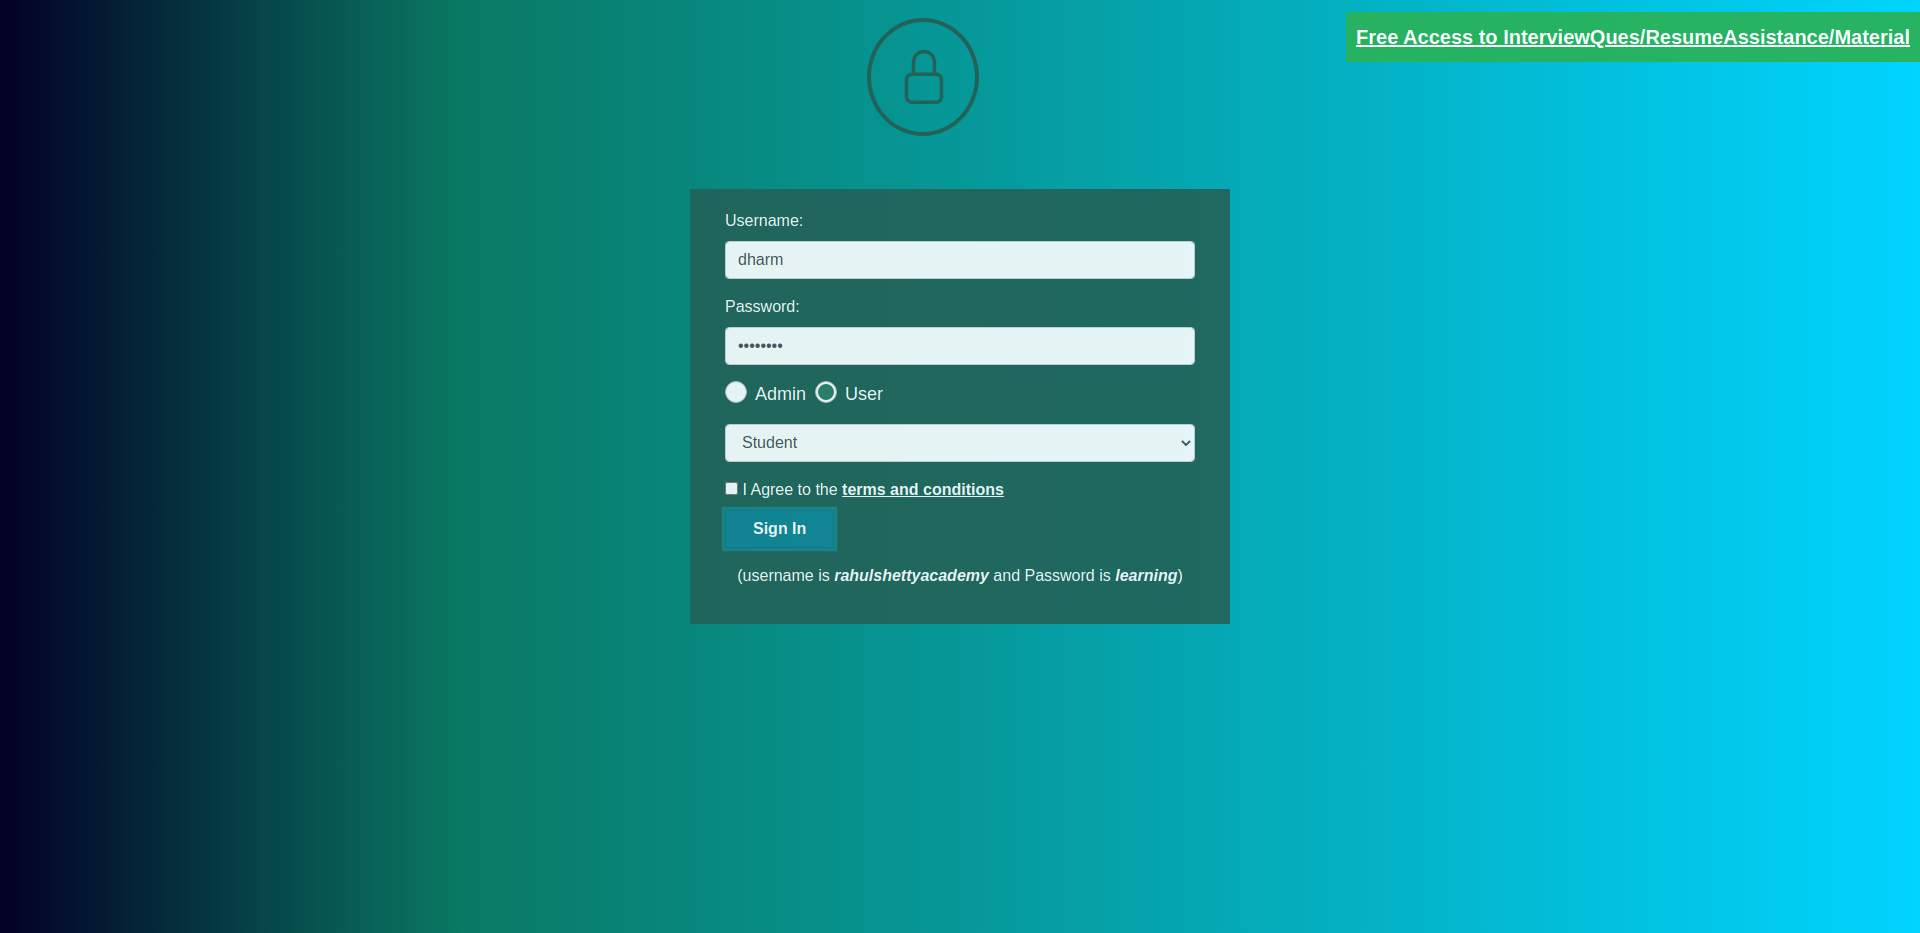 Free Access to InterviewQues/ResumeAssistance/Material
Username:
dharm
Password:
••••••••
Admin User
Student
I Agree to the terms and conditions
Sign In
(username is rahulshettyacademy and Password is learning)